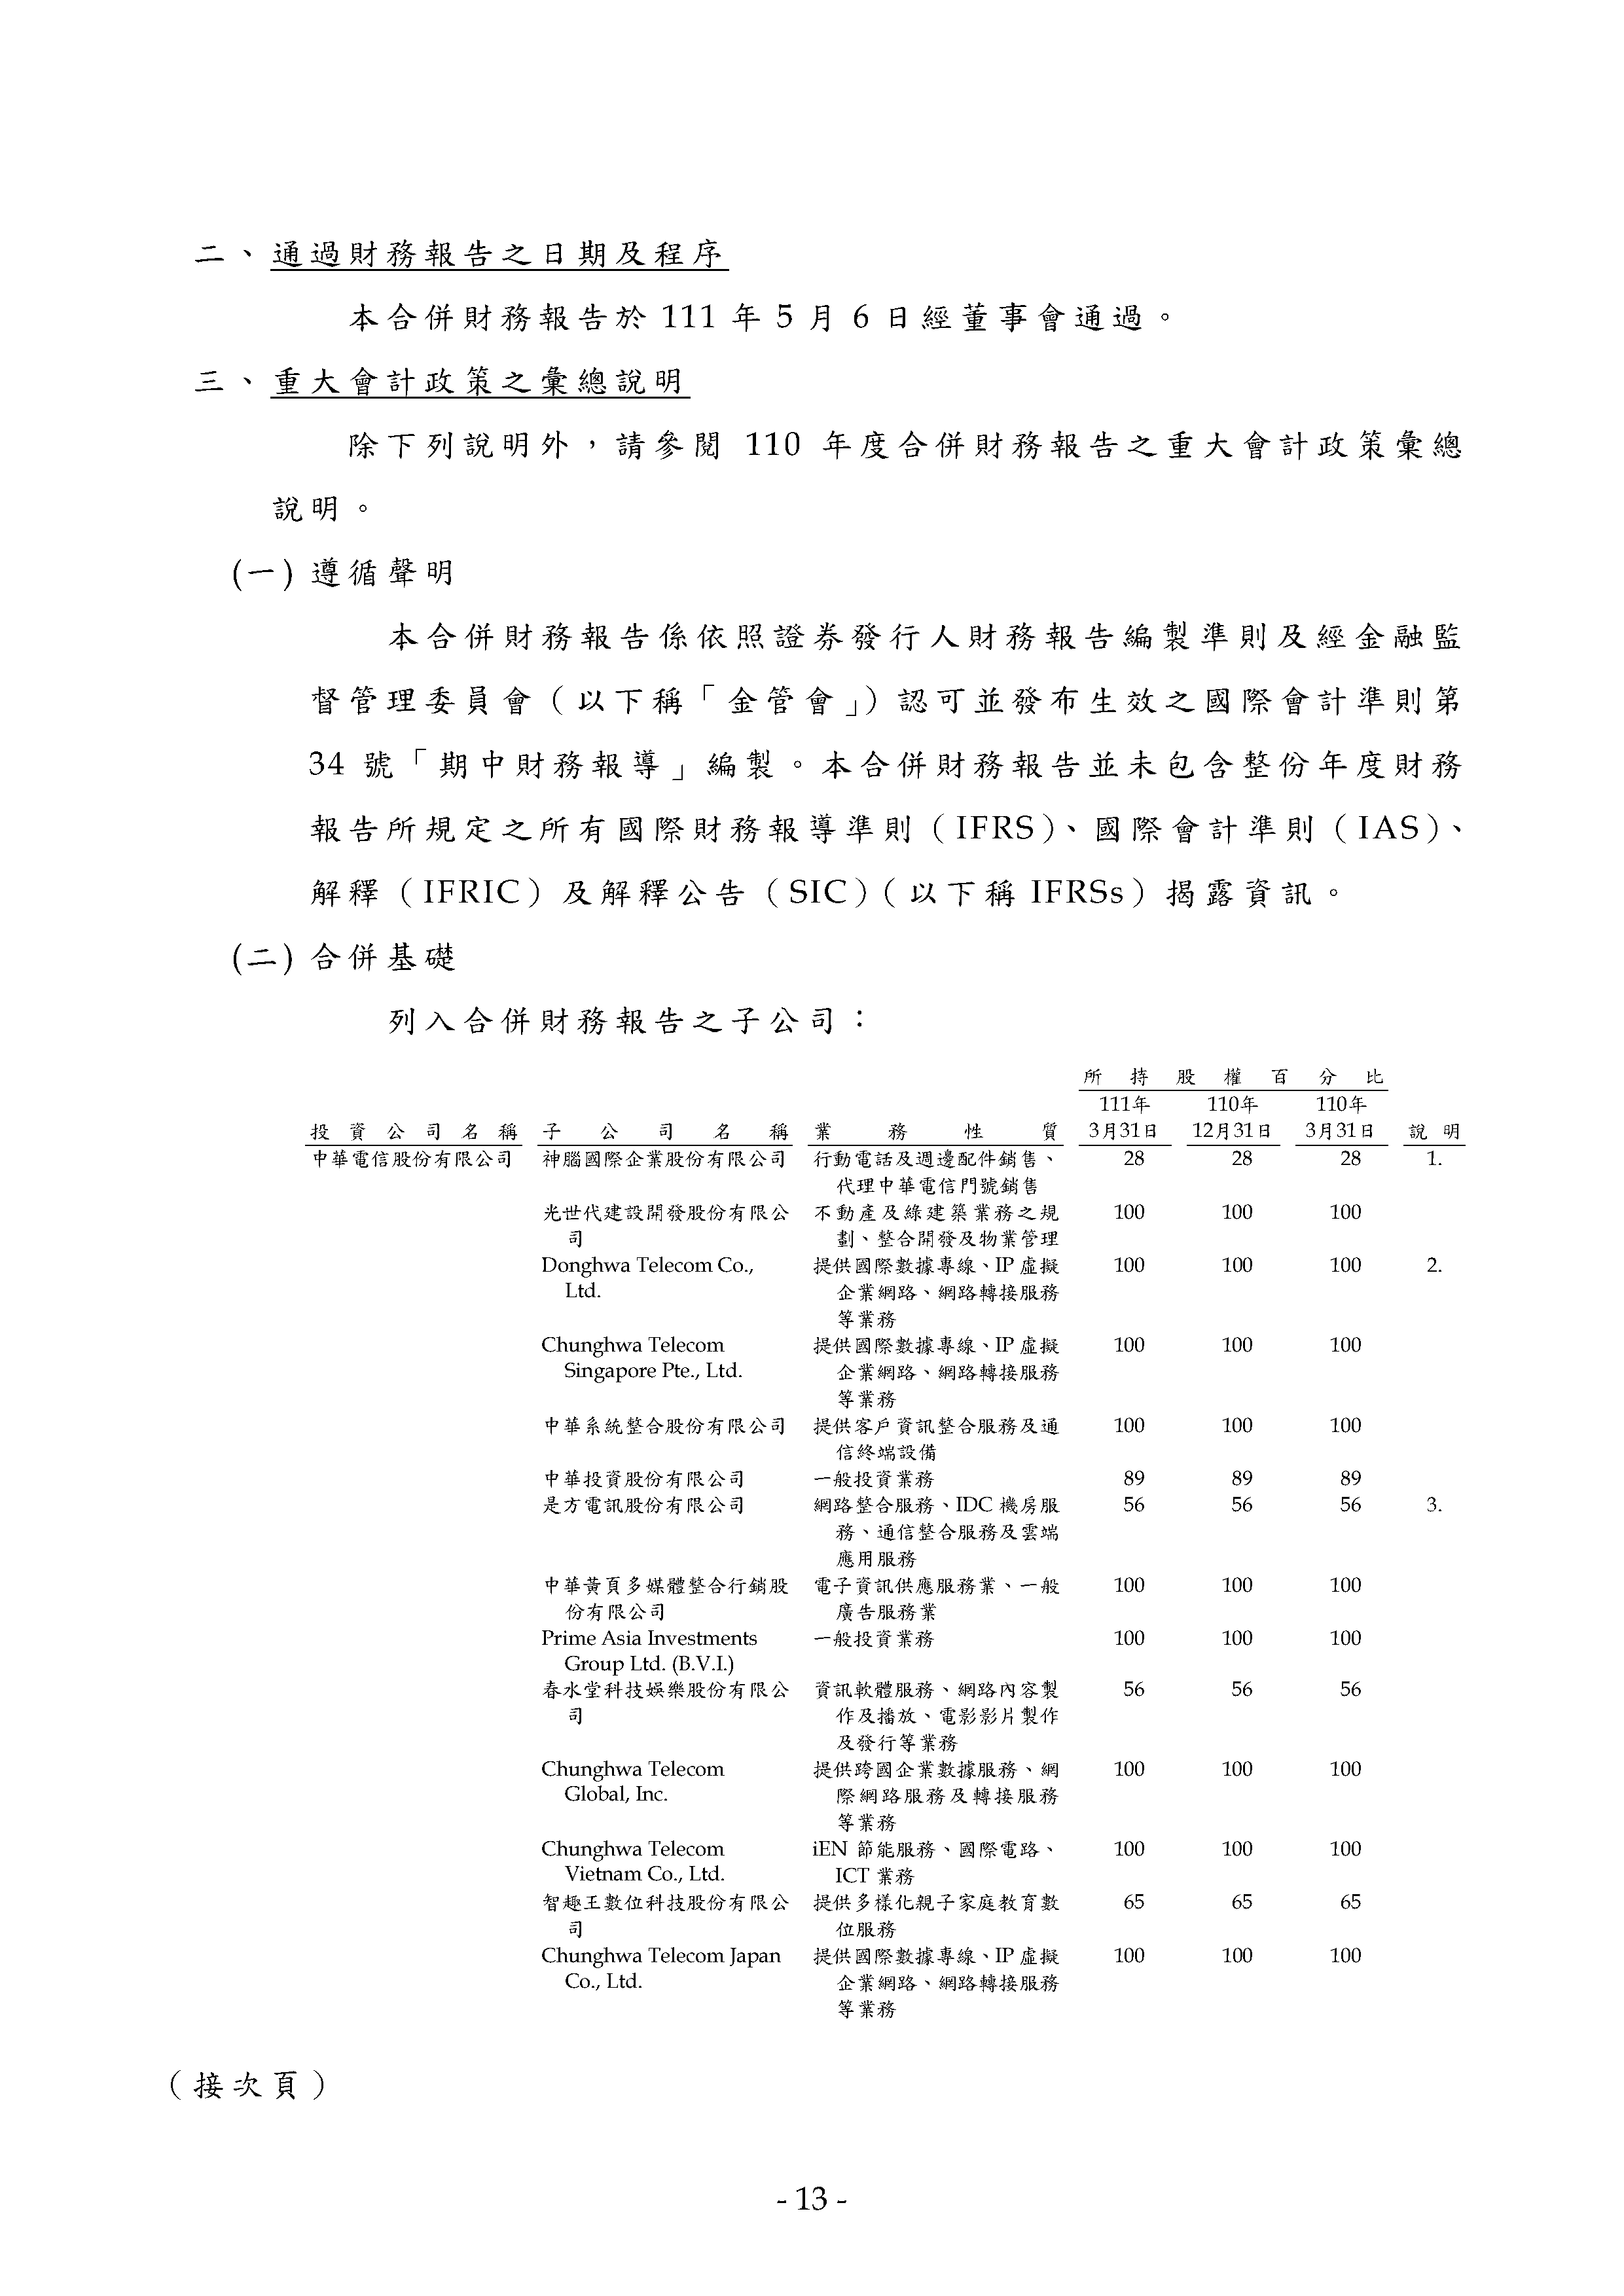 二、通過財務報告之日期及程序
本合併財務報告於 111 年 5 月 6 日經董事會通過。
三、重大會計政策之彙總說明
除下列說明外，請參閱 110 年度合併財務報告之重大會計政策彙總
說明。
(一) 遵循聲明
本合併財務報告係依照證券發行人財務報告編製準則及經金融監
督管理委員會（以下稱「金管會」）認可並發布生效之國際會計準則第
34 號「期中財務報導」編製。本合併財務報告並未包含整份年度財務
報告所規定之所有國際財務報導準則（IFRS）、國際會計準則（IAS）、
解釋（IFRIC）及解釋公告（SIC）（以下稱 IFRSs）揭露資訊。
(二) 合併基礎
列入合併財務報告之子公司：
所持股權百分比
111年 110年 110年
投資公司名稱 子公司名稱 業務性質 3月31日 12月31日 3月31日 說明
中華電信股份有限公司 神腦國際企業股份有限公司 行動電話及週邊配件銷售、 28 28 28 1.
代理中華電信門號銷售
光世代建設開發股份有限公 不動產及綠建築業務之規 100 100 100
司 劃、整合開發及物業管理
Donghwa Telecom Co., 提供國際數據專線、IP 虛擬 100 100 100 2.
Ltd. 企業網路、網路轉接服務
等業務
Chunghwa Telecom 提供國際數據專線、IP 虛擬 100 100 100
Singapore Pte., Ltd. 企業網路、網路轉接服務
等業務
中華系統整合股份有限公司 提供客戶資訊整合服務及通 100 100 100
信終端設備
中華投資股份有限公司 一般投資業務 89 89 89
是方電訊股份有限公司 網路整合服務、IDC 機房服 56 56 56 3.
務、通信整合服務及雲端
應用服務
中華黃頁多媒體整合行銷股 電子資訊供應服務業、一般 100 100 100
份有限公司 廣告服務業
Prime Asia Investments 一般投資業務 100 100 100
Group Ltd. (B.V.I.)
春水堂科技娛樂股份有限公 資訊軟體服務、網路內容製 56 56 56
司 作及播放、電影影片製作
及發行等業務
Chunghwa Telecom 提供跨國企業數據服務、網 100 100 100
Global, Inc. 際網路服務及轉接服務
等業務
Chunghwa Telecom iEN 節能服務、國際電路、 100 100 100
Vietnam Co., Ltd. ICT 業務
智趣王數位科技股份有限公 提供多樣化親子家庭教育數 65 65 65
司 位服務
Chunghwa Telecom Japan 提供國際數據專線、IP 虛擬 100 100 100
Co., Ltd. 企業網路、網路轉接服務
等業務
（接次頁）
- 13 -